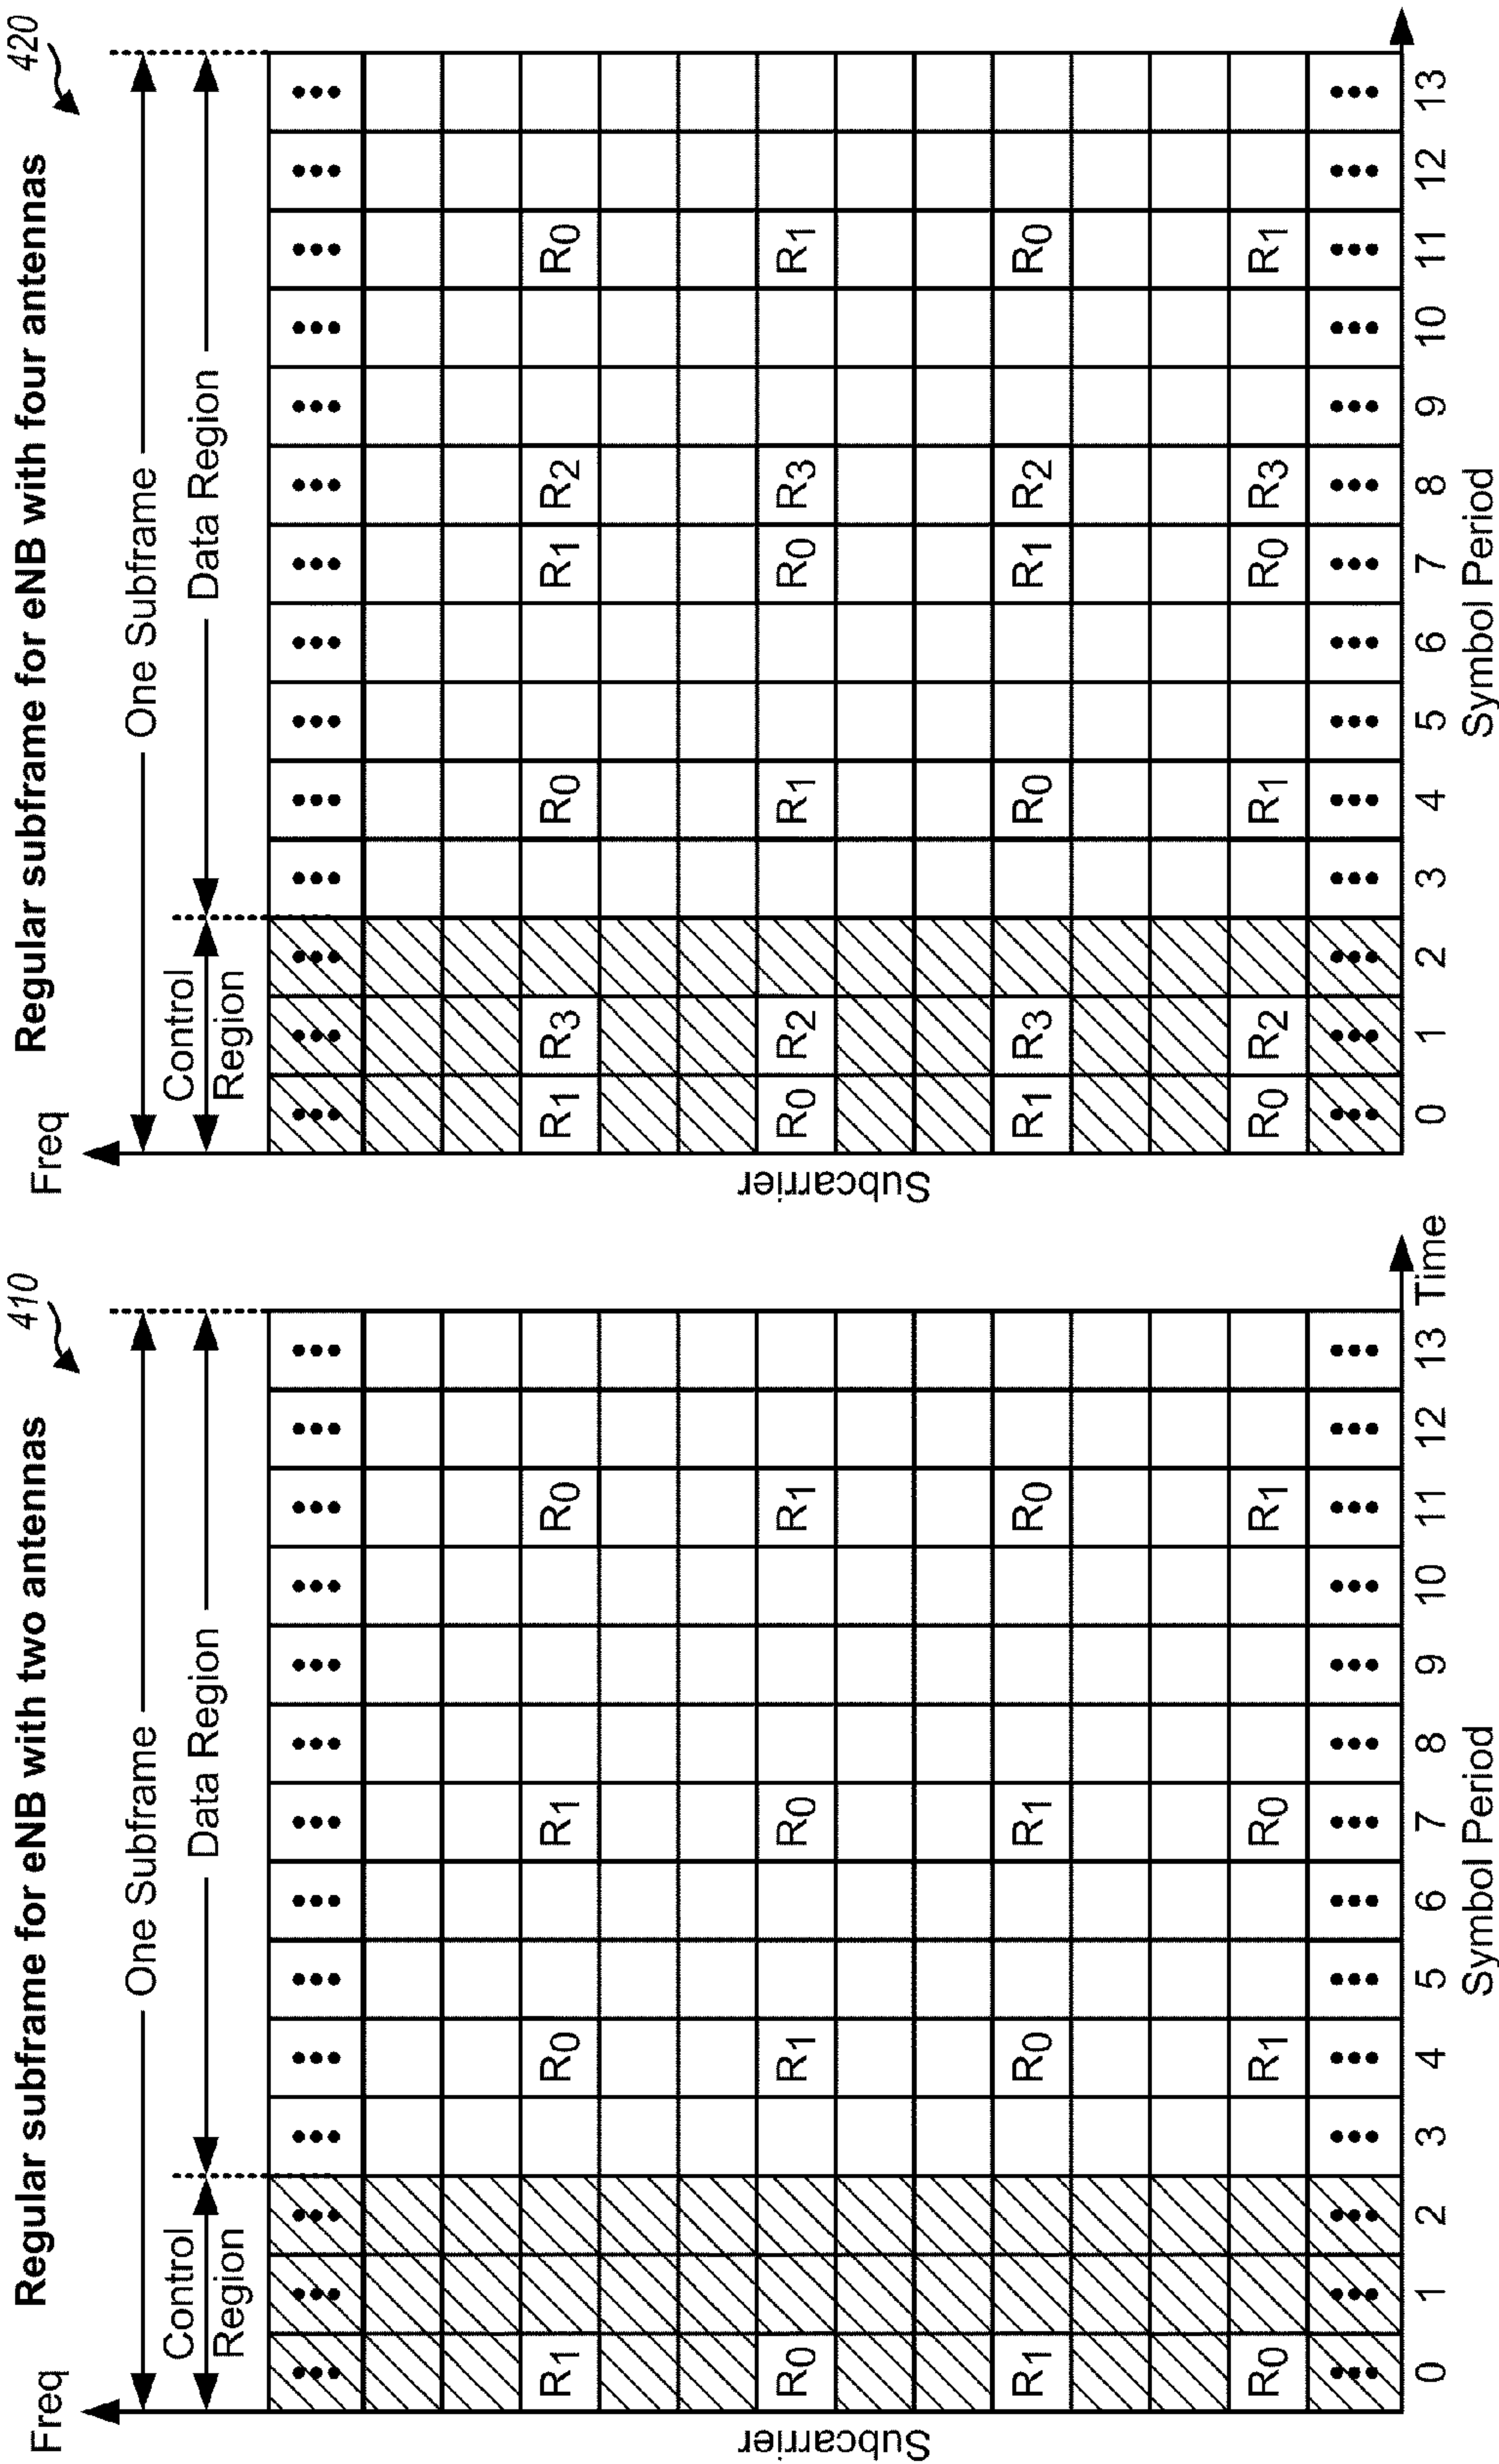 Regular subframe for eNB with two antennas
410
Freq
One Subframe
Control
Region
Data Region
Subcarrier
... ... ... ... ... ... ... ... ... ... ... ... ... ...
R1 R0 R1 R0
R1 R0 R1 R0
R0 R1 R0 R1
R1 R0 R1 R0
... ... ... ... ... ... ... ... ... ... ... ... ... ...
0 1 2 3 4 5 6 7 8 9 10 11 12 13
Time
Symbol Period
Regular subframe for eNB with four antennas
420
Freq
One Subframe
Control
Region
Data Region
Subcarrier
... ... ... ... ... ... ... ... ... ... ... ... ... ...
R1 R3 R0 R1 R2 R0
R0 R2 R1 R0 R3 R1
R1 R3 R0 R1 R2 R0
R0 R2 R1 R0 R3 R1
... ... ... ... ... ... ... ... ... ... ... ... ... ...
0 1 2 3 4 5 6 7 8 9 10 11 12 13
Symbol Period